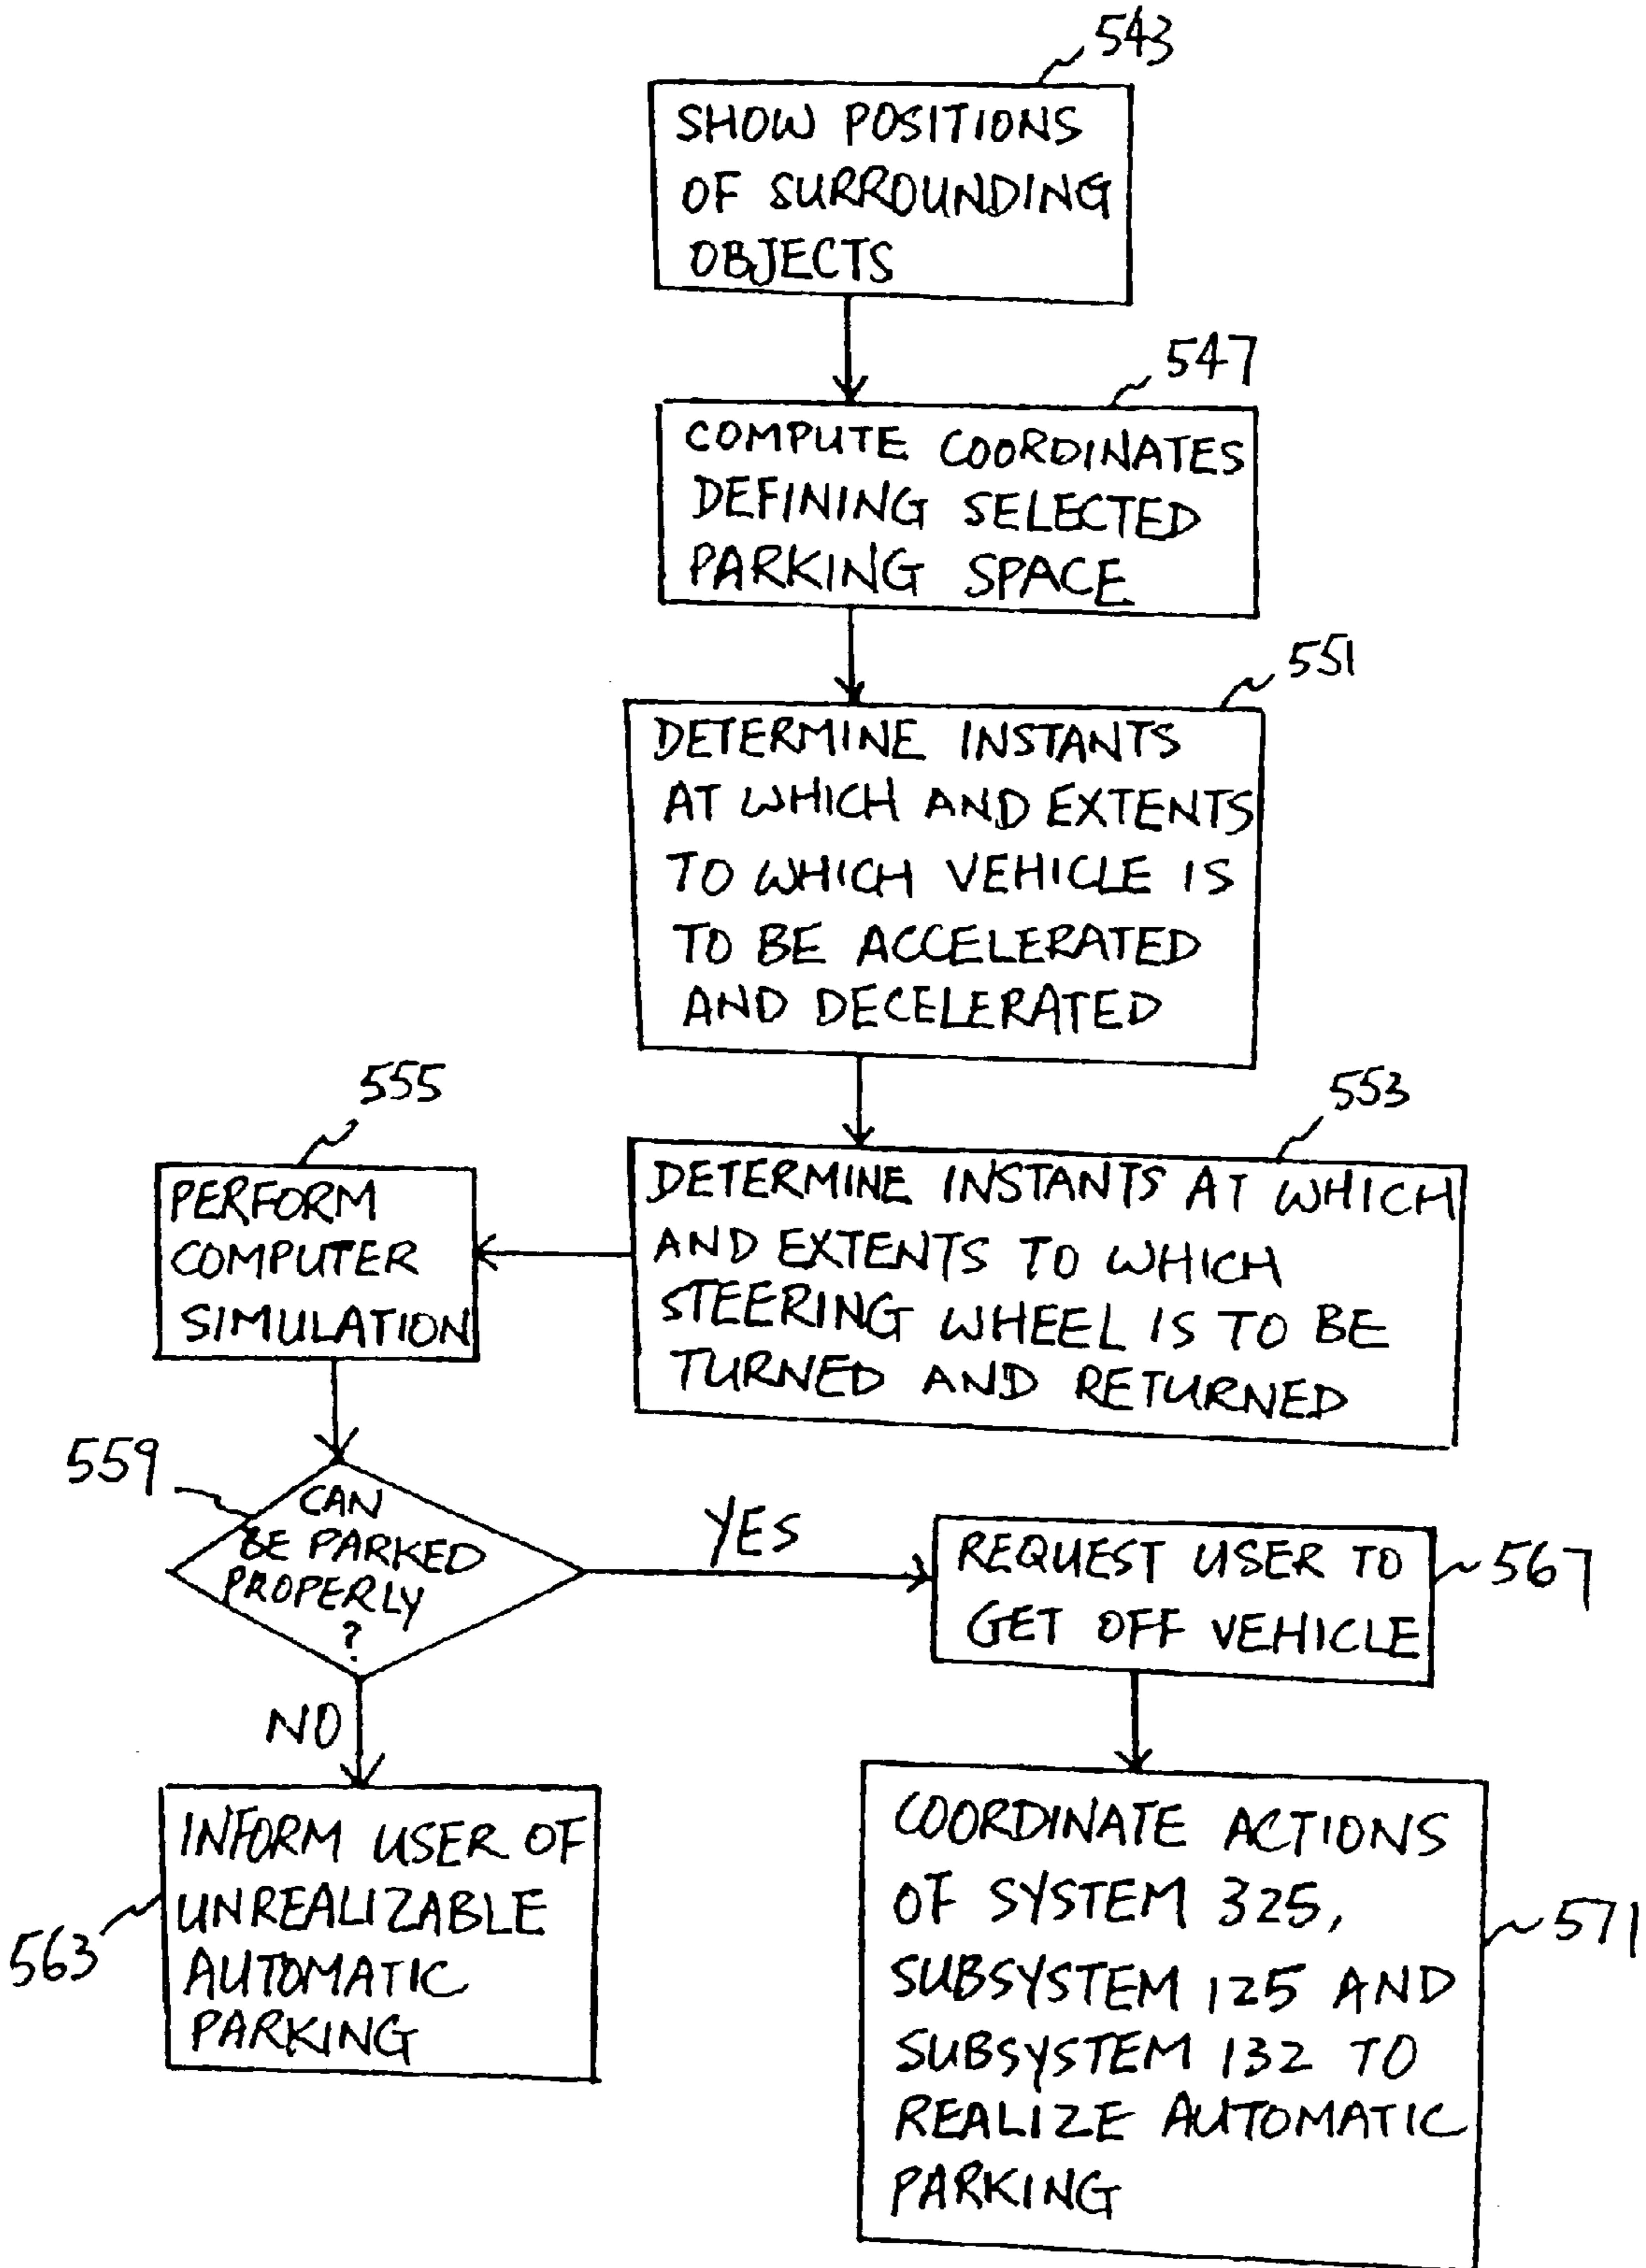 543
SHOW POSITIONS
OF SURROUNDING
OBJECTS
547
COMPUTE COORDINATES
DEFINING SELECTED
PARKING SPACE
551
DETERMINE INSTANTS
AT WHICH AND EXTENTS
TO WHICH VEHICLE IS
TO BE ACCELERATED
AND DECELERATED
553
DETERMINE INSTANTS AT WHICH
AND EXTENTS TO WHICH
STEERING WHEEL IS TO BE
TURNED AND RETURNED
555
PERFORM
COMPUTER
SIMULATION
559
CAN
BE PARKED
PROPERLY
?
YES
NO
REQUEST USER TO
GET OFF VEHICLE
567
INFORM USER OF
UNREALIZABLE
AUTOMATIC
PARKING
563
COORDINATE ACTIONS
OF SYSTEM 325,
SUBSYSTEM 125 AND
SUBSYSTEM 132 TO
REALIZE AUTOMATIC
PARKING
571